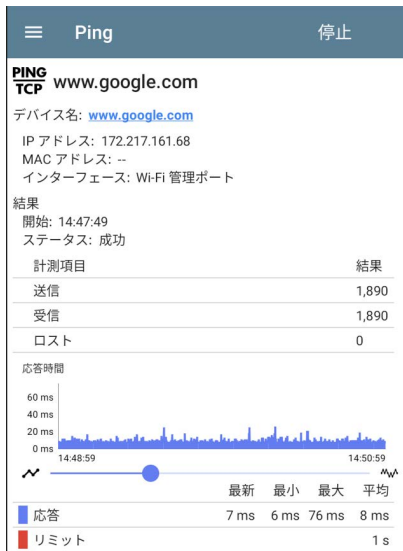 Ping 停止
PING
TCP www.google.com
デバイス名: www.google.com
IP アドレス: 172.217.161.68
MAC アドレス: --
インターフェース: Wi-Fi 管理ポート
結果
開始: 14:47:49
ステータス: 成功
計測項目 結果
送信 1,890
受信 1,890
ロスト 0
応答時間
60 ms
40 ms
20 ms
0 ms
14:48:59 14:50:59
最新 最小 最大 平均
応答 7 ms 6 ms 76 ms 8 ms
リミット 1 s